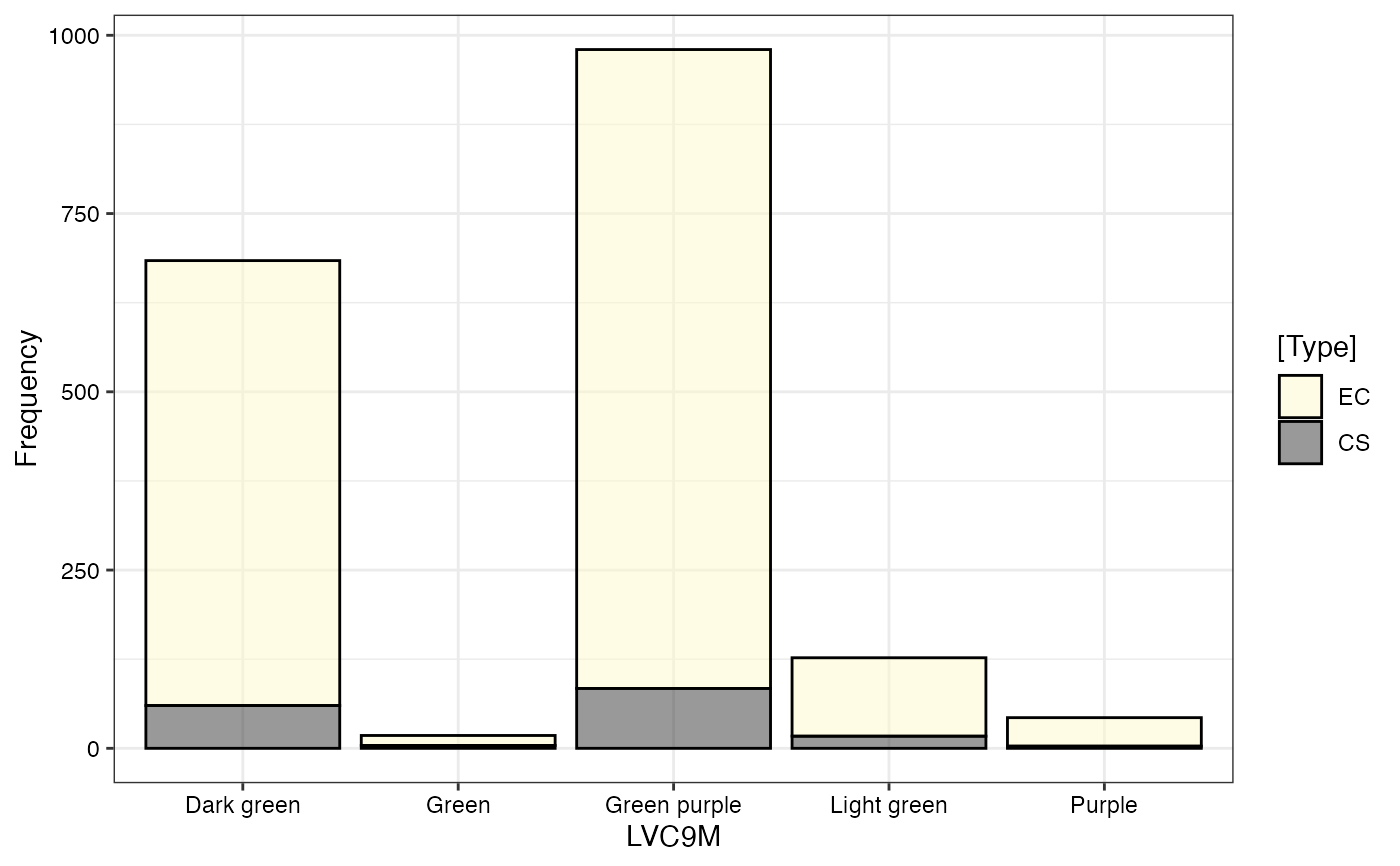 1000
750
500
250
0
Frequency
Dark green
Green
Green purple
Light green
Purple
LVC9M
[Type]
EC
CS